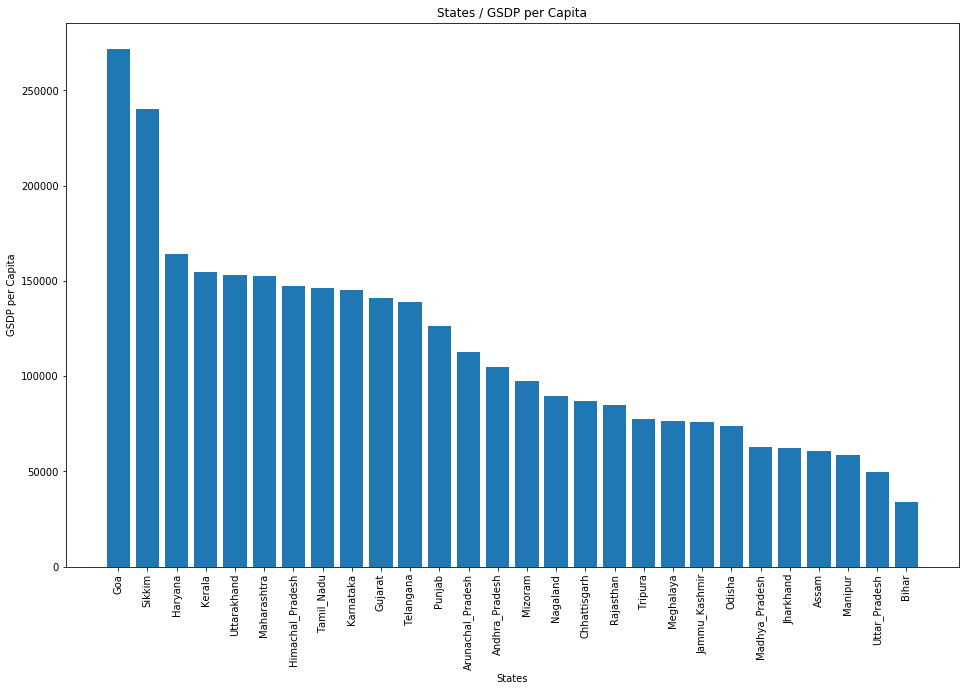 States / GSDP per Capita
GSDP per Capita
250000
200000
150000
100000
50000
0
Goa
Sikkim
Haryana
Kerala
Uttarakhand
Maharashtra
Himachal_Pradesh
Tamil_Nadu
Karnataka
Gujarat
Telangana
Punjab
Arunachal_Pradesh
Andhra_Pradesh
Mizoram
Nagaland
Chhattisgarh
Rajasthan
Tripura
Meghalaya
Jammu_Kashmir
Odisha
Madhya_Pradesh
Jharkhand
Assam
Manipur
Uttar_Pradesh
Bihar
States